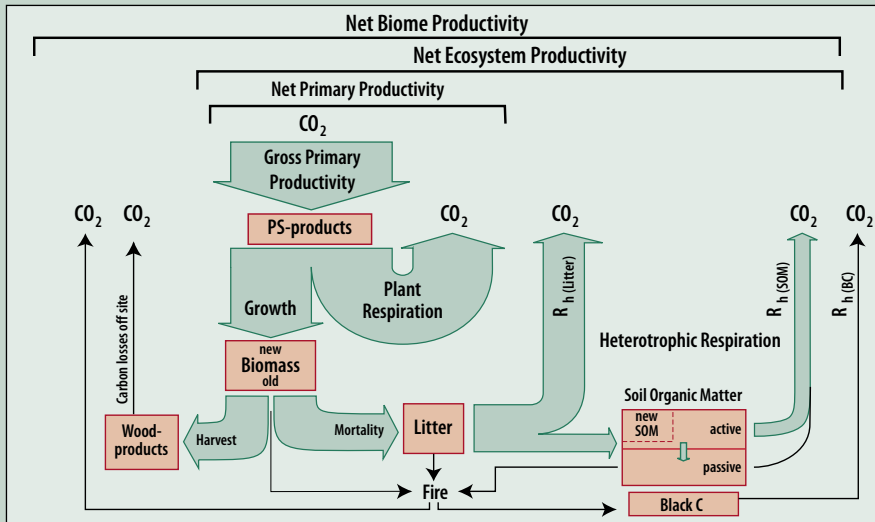 Net Biome Productivity
Net Ecosystem Productivity
Net Primary Productivity
CO2
Gross Primary
Productivity
CO2
CO2
CO2
CO2
CO2
CO2
PS-products
Carbon losses off site
Growth
Plant
Respiration
R h (Litter)
R h (SOM)
R h (BC)
Heterotrophic Respiration
new
Biomass
old
Soil Organic Matter
new
SOM
active
passive
Wood-
products
Harvest
Mortality
Litter
Fire
Black C